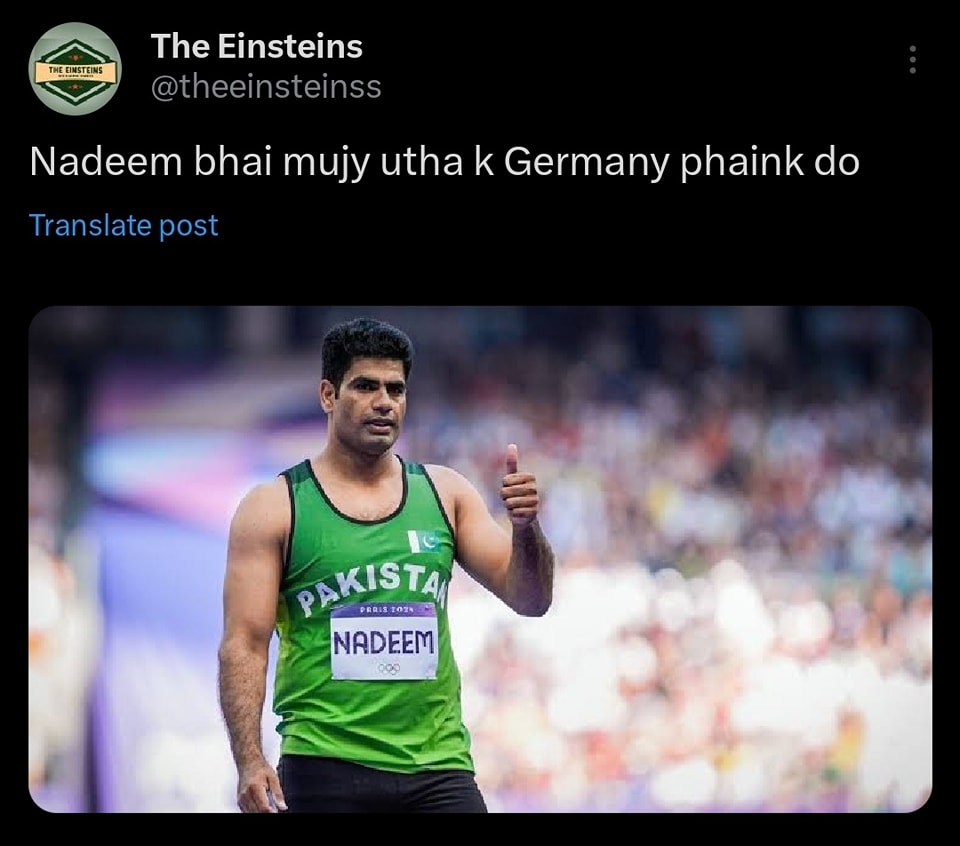 THE EINSTEINS
The Einsteins
@theeinsteinss
Nadeem bhai mujy utha k Germany phaink do
Translate post
PAKISTAN
PARIS 2024
NADEEM